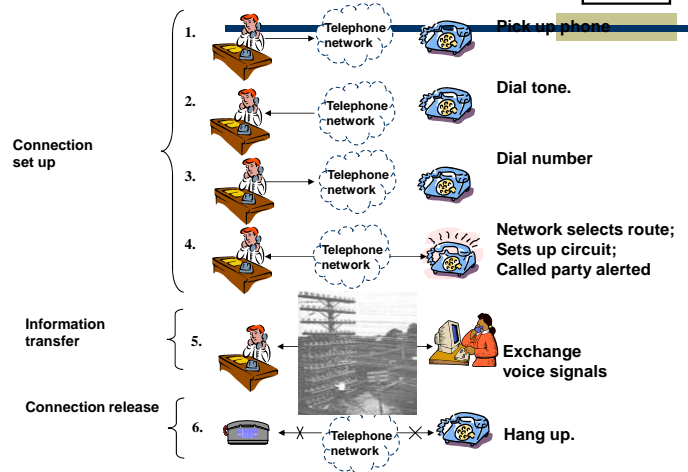 1.
Telephone
network
Pick up phone
2.
Telephone
network
Dial tone.
Connection
set up
3.
Telephone
network
Dial number
4.
Telephone
network
Network selects route;
Sets up circuit;
Called party alerted
Information
transfer
5.
Exchange
voice signals
Connection release
6.
Telephone
network
Hang up.